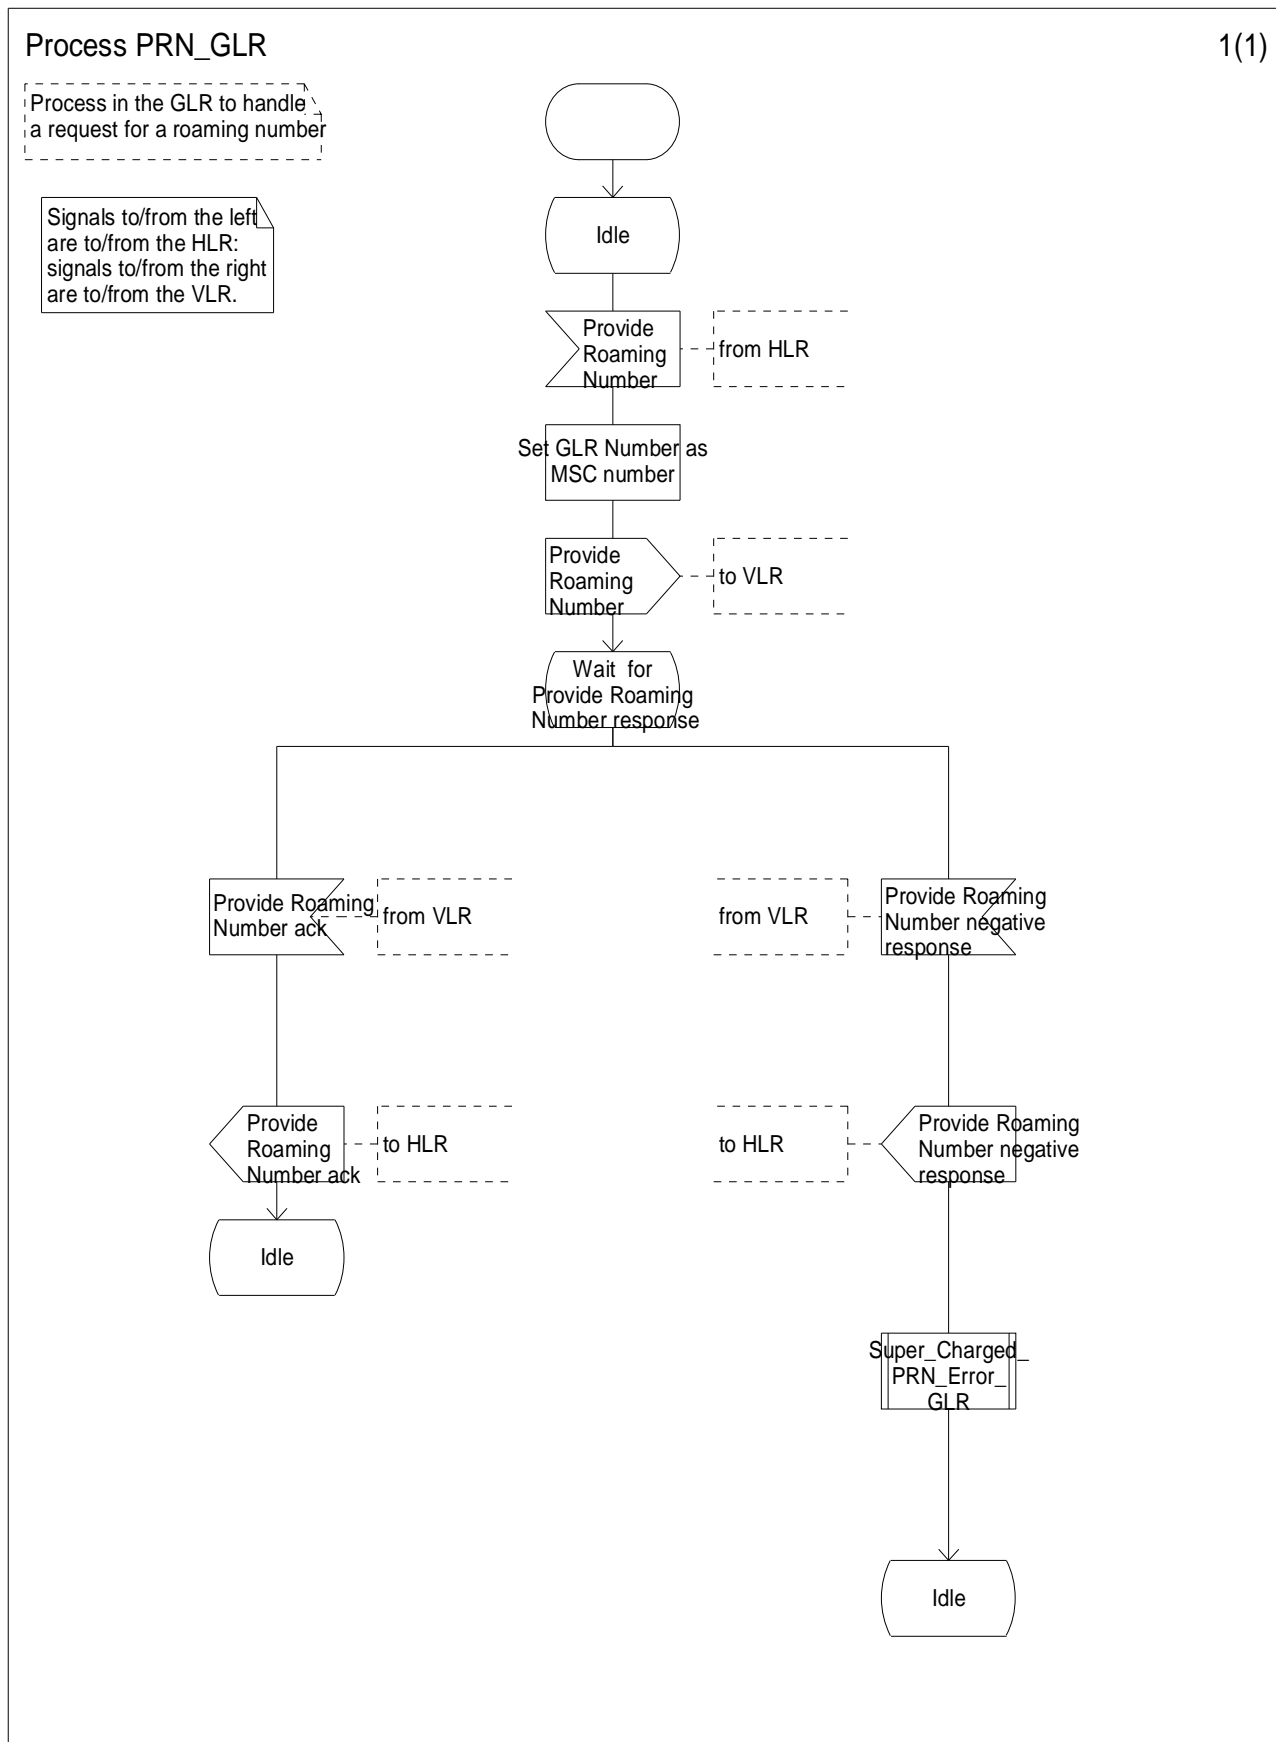 Process PRN_GLR
1(1)
Process in the GLR to handle
a request for a roaming number
Signals to/from the left
are to/from the HLR:
signals to/from the right
are to/from the VLR.
Idle
Provide
Roaming
Number
from HLR
Set GLR Number as
MSC number
Provide
Roaming
Number
to VLR
Wait for
Provide Roaming
Number response
Provide Roaming
Number ack
from VLR
from VLR
Provide Roaming
Number negative
response
Provide
Roaming
Number ack
to HLR
to HLR
Provide Roaming
Number negative
response
Idle
Super_Charged_
PRN_Error_
GLR
Idle